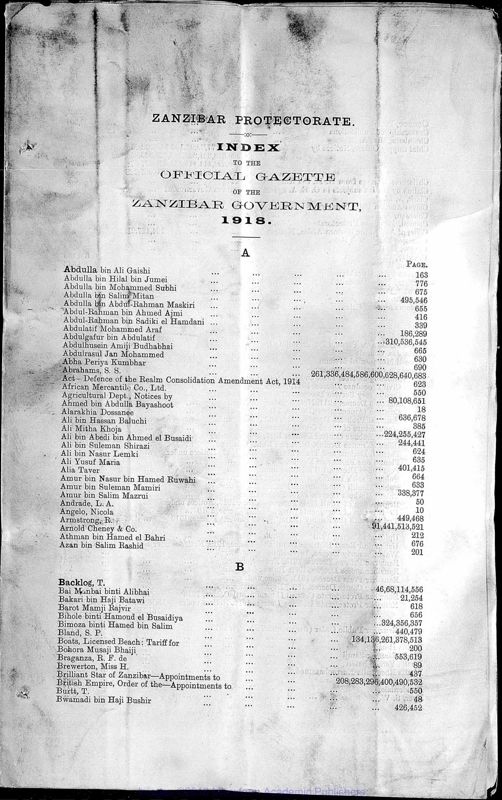 ZANZIBAR PROTECTORATE.
INDEX
TO THE
OFFICIAL GAZETTE
OF THE
ZANZIBAR GOVERNMENT,
1918.
A
PAGE.
Abdulla bin Ali Gaishi ... ... ... ... ... 163
Abdulla bin Hilal bin Jumei ... ... ... ... ... 776
Abdulla bin Mohammed Subhi ... ... ... ... ... 675
Abdulla bin Salim Mitan ... ... ... ... ... 495,546
Abdulla bin Abdul-Rahman Maskiri ... ... ... ... ... 655
Abdul-Rahman bin Ahmed Ajmi ... ... ... ... ... 416
Abdul-Rahman bin Sadiki el Hamdani ... ... ... ... ... 339
Abdulatif Mohammed Araf ... ... ... ... ... 186,289
Abdulgafur bin Abdulatif ... ... ... ... ...310,536,545
Abdulhusein Amiji Budhabhai ... ... ... ... ... 665
Abdulrasul Jan Mohammed ... ... ... ... ... 630
Abha Periya Kumbhar ... ... ... ... ... 690
Abrahams, S. S. ... ... 261,336,484,586,600,628,640,683
Act—Defence of the Realm Consolidation Amendment Act, 1914 ... ... 623
African Mercantile Co., Ltd. ... ... ... ... ... 550
Agricultural Dept., Notices by ... ... ... ... 80,108,651
Ahmed bin Abdulla Bayashoot ... ... ... ... ... 18
Alarakhia Dossanee ... ... ... ... ... 636,678
Ali bin Hassan Baluchi ... ... ... ... ... 385
Ali Mitha Khoja ... ... ... ... ...224,255,427
Ali bin Abedi bin Ahmed el Busaidi ... ... ... ... ... 244,441
Ali bin Suleman Shirazi ... ... ... ... ... 624
Ali bin Nasur Lemki ... ... ... ... ... 635
Ali Yusuf Maria ... ... ... ... ... 401,415
Alia Taver ... ... ... ... ... 664
Amur bin Nasur bin Hamed Ruwahi ... ... ... ... ... 633
Amur bin Suleman Mamiri ... ... ... ... ... 338,377
Amur bin Salim Mazrui ... ... ... ... ... 50
Andrade, L. A. ... ... ... ... ... 10
Angelo, Nicola ... ... ... ... ... 449,468
Armstrong, R. ... ... ... ... 91,441,513,521
Arnold Cheney & Co. ... ... ... ... ... 212
Athman bin Hamed el Bahri ... ... ... ... ... 676
Azan bin Salim Rashid ... ... ... ... ... 201
B
Backlog, T. ... ... ... ... 46,68,114,556
Bai Manbai binti Alibhai ... ... ... ... ... 21,254
Bakari bin Haji Batawi ... ... ... ... ... 618
Barot Mamji Rajvir ... ... ... ... ... 656
Bihole binti Hamoud el Busaidiya ... ... ... ... ...324,356,357
Bimoza binti Hamed bin Salim ... ... ... ... ... 440,479
Bland, S. P. ... ... ... 134,136,261,378,513
Boats, Licensed Beach: Tariff for ... ... ... ... ... 200
Bohora Musaji Bhaiji ... ... ... ... ... 553,619
Braganza, R. F. de ... ... ... ... ... 89
Brewerton, Miss H. ... ... ... ... ... 437
Brilliant Star of Zanzibar—Appointments to ... ... ... 208,283,296,400,490,532
British Empire, Order of the—Appointments to ... ... ... ... 550
Burtt, T. ... ... ... ... ... 48
Bwamadi bin Haji Bushir ... ... ... ... ... 426,452